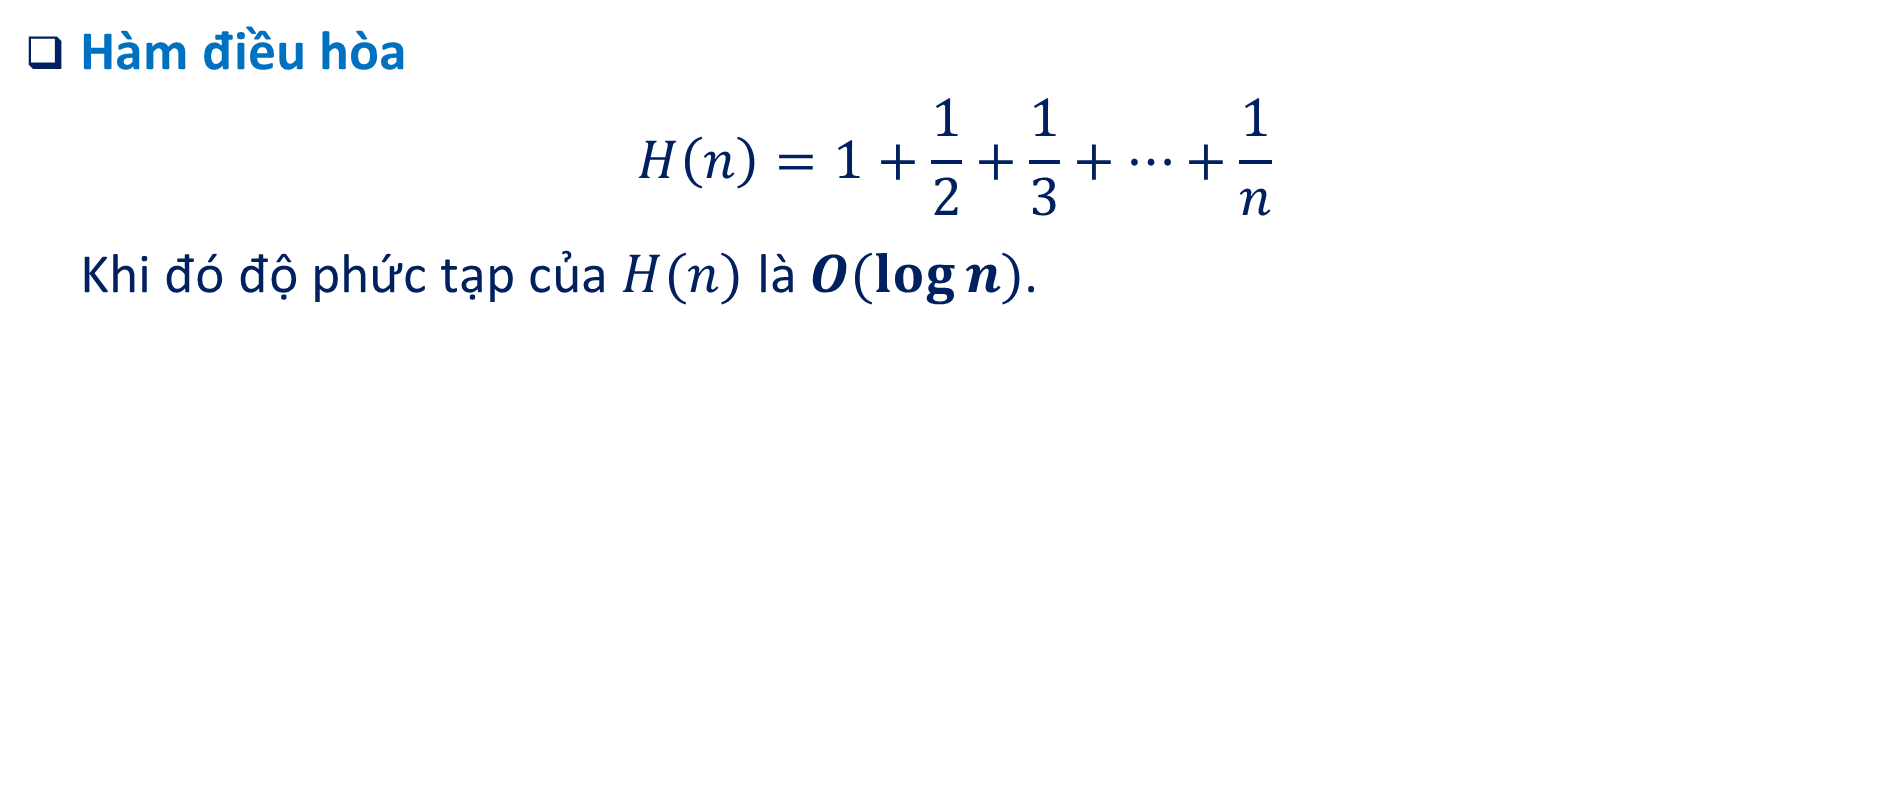 ❑ Hàm điều hòa
H(n) = 1 + 1/2 + 1/3 + ⋯ + 1/n
Khi đó độ phức tạp của H(n) là O(log n).